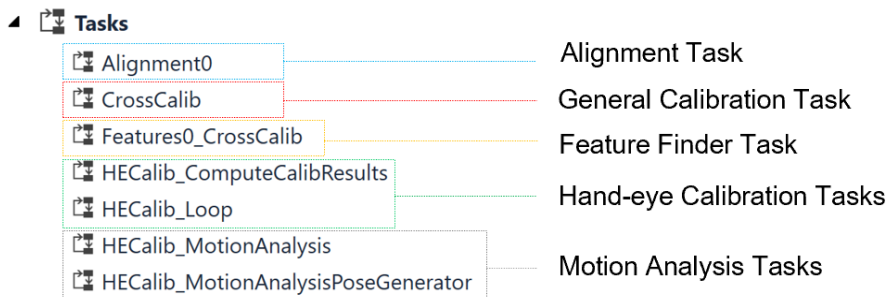 Tasks
Alignment0 Alignment Task
CrossCalib General Calibration Task
Features0_CrossCalib Feature Finder Task
HECalib_ComputeCalibResults
Hand-eye Calibration Tasks
HECalib_Loop
HECalib_MotionAnalysis
Motion Analysis Tasks
HECalib_MotionAnalysisPoseGenerator